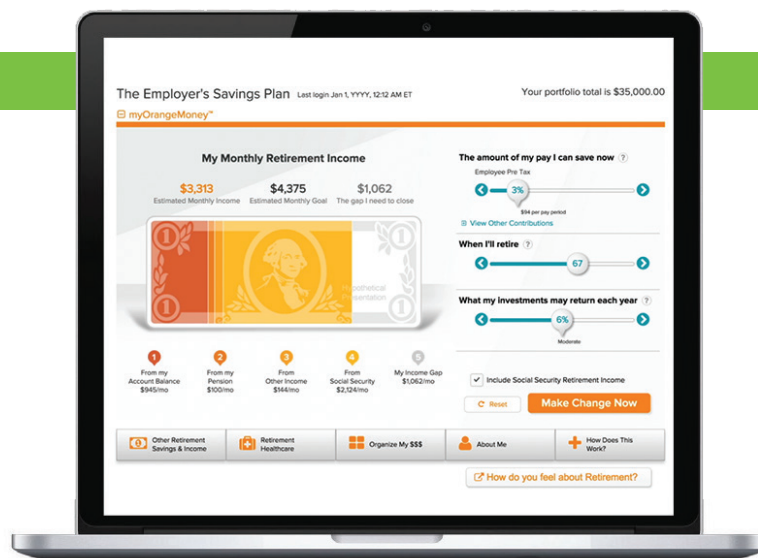 The Employer's Savings Plan Last login Jan 1, YYYY, 12:12 AM ET
Your portfolio total is $35,000.00
myOrangeMoney™
My Monthly Retirement Income
$3,313 $4,375 $1,062
Estimated Monthly Income Estimated Monthly Goal The gap I need to close
1 1
Hypothetical
Presentation
1 1
1 2 3 4 5
From my From my From From My Income Gap
Account Balance Pension Other Income Social Security $1,062/mo
$945/mo $100/mo $144/mo $2,124/mo
The amount of my pay I can save now ?
Employee Pre Tax
3%
$94 per pay period
View Other Contributions
When I'll retire ?
67
What my investments may return each year ?
6%
Moderate
Include Social Security Retirement Income
Reset Make Change Now
Other Retirement
Savings & Income
Retirement
Healthcare
Organize My $$$
About Me
How Does This
Work?
How do you feel about Retirement?